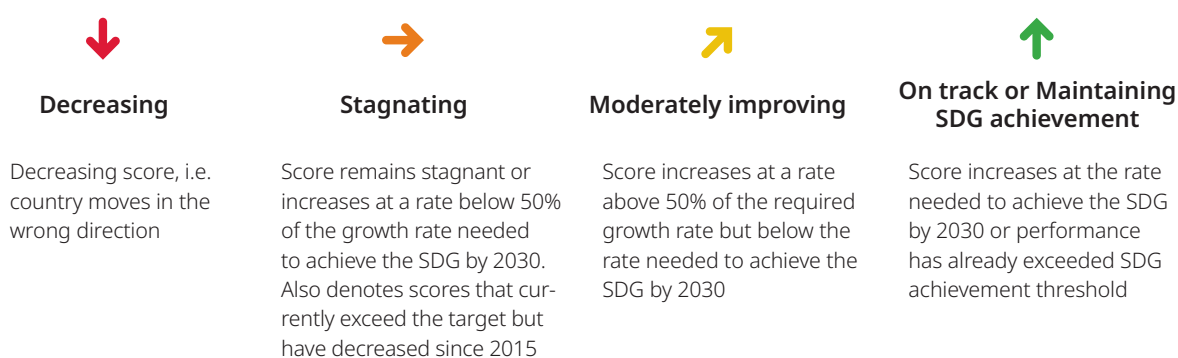 Decreasing
Decreasing score, i.e.
country moves in the
wrong direction
Stagnating
Score remains stagnant or
increases at a rate below 50%
of the growth rate needed
to achieve the SDG by 2030.
Also denotes scores that cur-
rently exceed the target but
have decreased since 2015
Moderately improving
Score increases at a rate
above 50% of the required
growth rate but below the
rate needed to achieve the
SDG by 2030
On track or Maintaining
SDG achievement
Score increases at the rate
needed to achieve the SDG
by 2030 or performance
has already exceeded SDG
achievement threshold